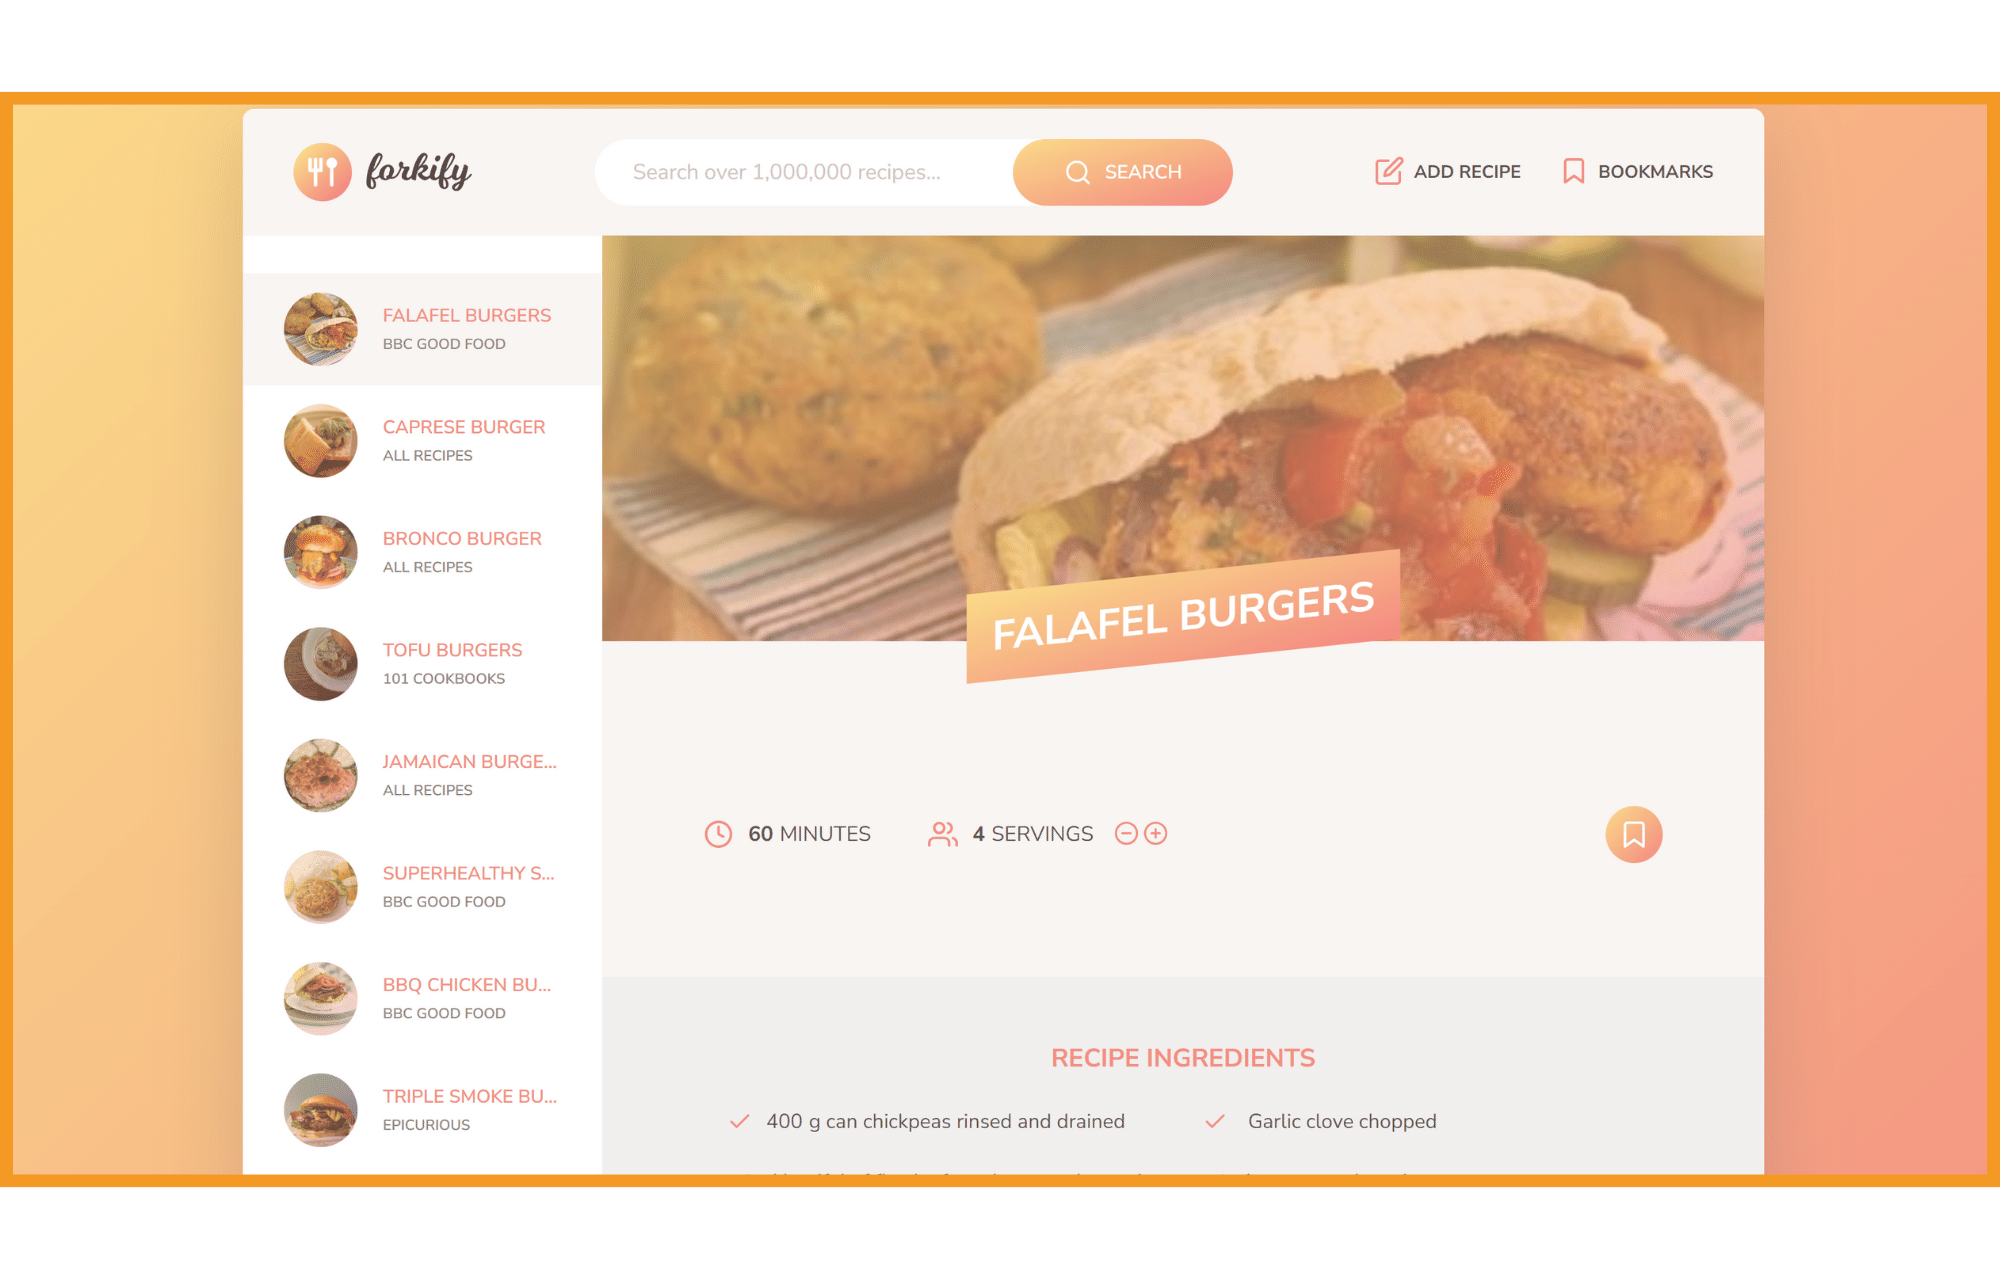 forkify
Search over 1,000,000 recipes...
SEARCH
ADD RECIPE
BOOKMARKS
FALAFEL BURGERS
BBC GOOD FOOD
CAPRESE BURGER
ALL RECIPES
BRONCO BURGER
ALL RECIPES
TOFU BURGERS
101 COOKBOOKS
JAMAICAN BURGE...
ALL RECIPES
SUPERHEALTHY S...
BBC GOOD FOOD
BBQ CHICKEN BU...
BBC GOOD FOOD
TRIPLE SMOKE BU...
EPICURIOUS
FALAFEL BURGERS
60 MINUTES
4 SERVINGS
RECIPE INGREDIENTS
400 g can chickpeas rinsed and drained
Garlic clove chopped